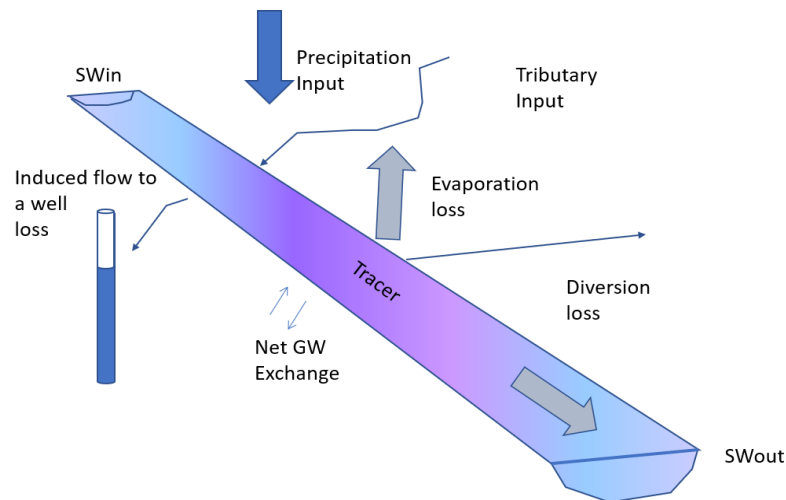 SWin
Precipitation
Input
Tributary
Input
Induced flow to
a well
loss
Evaporation
loss
Tracer
Diversion
loss
Net GW
Exchange
SWout